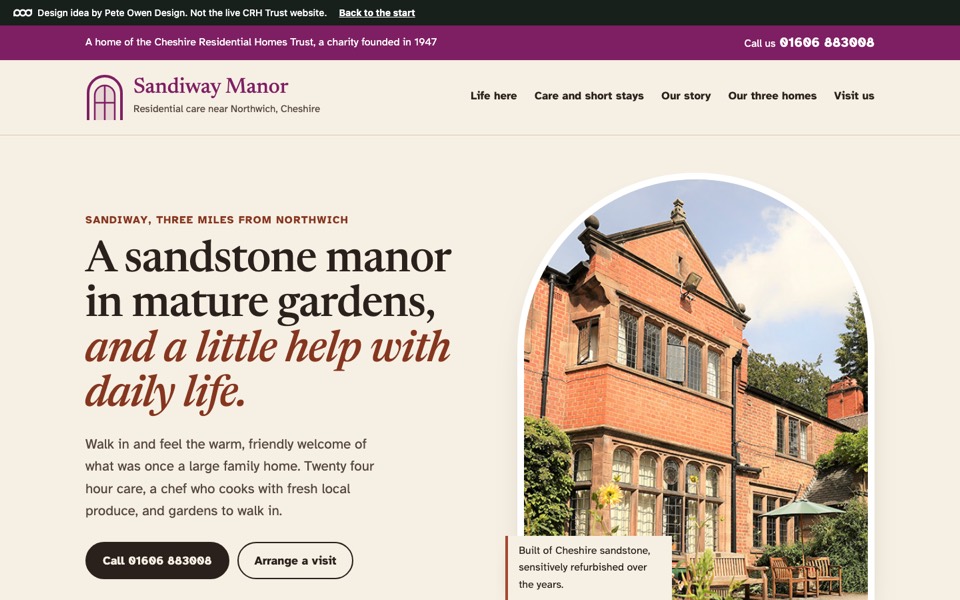 Design idea by Pete Owen Design. Not the live CRH Trust website. Back to the start
A home of the Cheshire Residential Homes Trust, a charity founded in 1947
Call us 01606 883008
Sandiway Manor
Residential care near Northwich, Cheshire
Life here
Care and short stays
Our story
Our three homes
Visit us
SANDIWAY, THREE MILES FROM NORTHWICH
A sandstone manor
in mature gardens,
and a little help with
daily life.
Walk in and feel the warm, friendly welcome of
what was once a large family home. Twenty four
hour care, a chef who cooks with fresh local
produce, and gardens to walk in.
Call 01606 883008
Arrange a visit
Built of Cheshire sandstone,
sensitively refurbished over
the years.